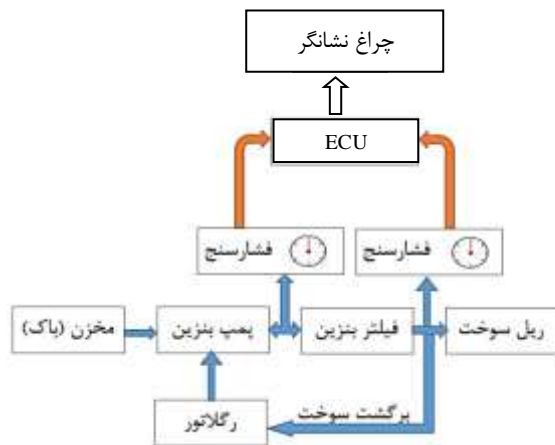 چراغ نشانگر
ECU
فشارسنج
فشارسنج
مخزن (باک)
پمپ بنزین
فیلتر بنزین
ریل سوخت
رگلاتور
برگشت سوخت